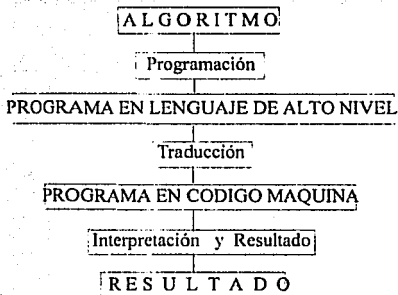 ALGORITMO
Programación
PROGRAMA EN LENGUAJE DE ALTO NIVEL
Traducción
PROGRAMA EN CODIGO MAQUINA
Interpretación y Resultado
RESULTADO